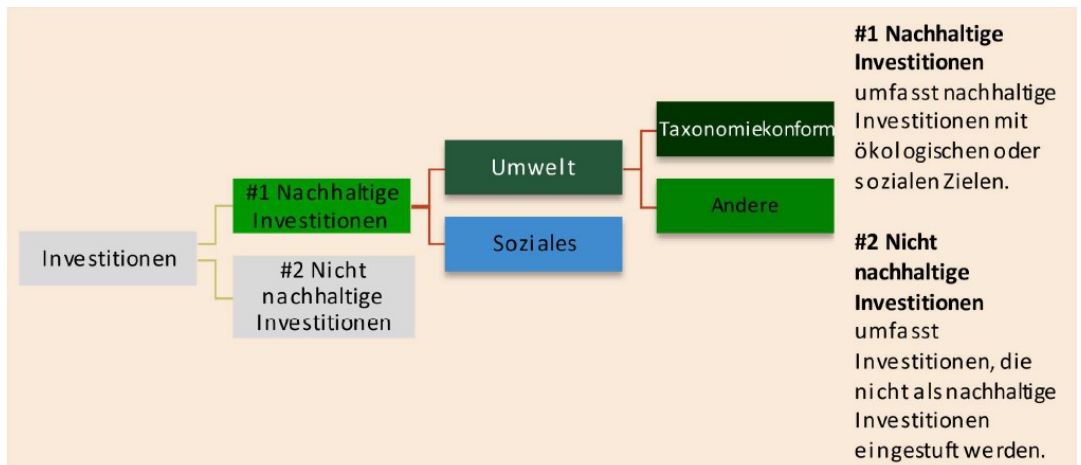 Investitionen
#1 Nachhaltige
Investitionen
#2 Nicht
nachhaltige
Investitionen
Umwelt
Soziales
Taxonomiekonform
Andere
#1 Nachhaltige
Investitionen
umfasst nachhaltige
Investitionen mit
ökologischen oder
sozialen Zielen.
#2 Nicht
nachhaltige
Investitionen
umfasst
Investitionen, die
nicht als nachhaltige
Investitionen
eingestuft werden.